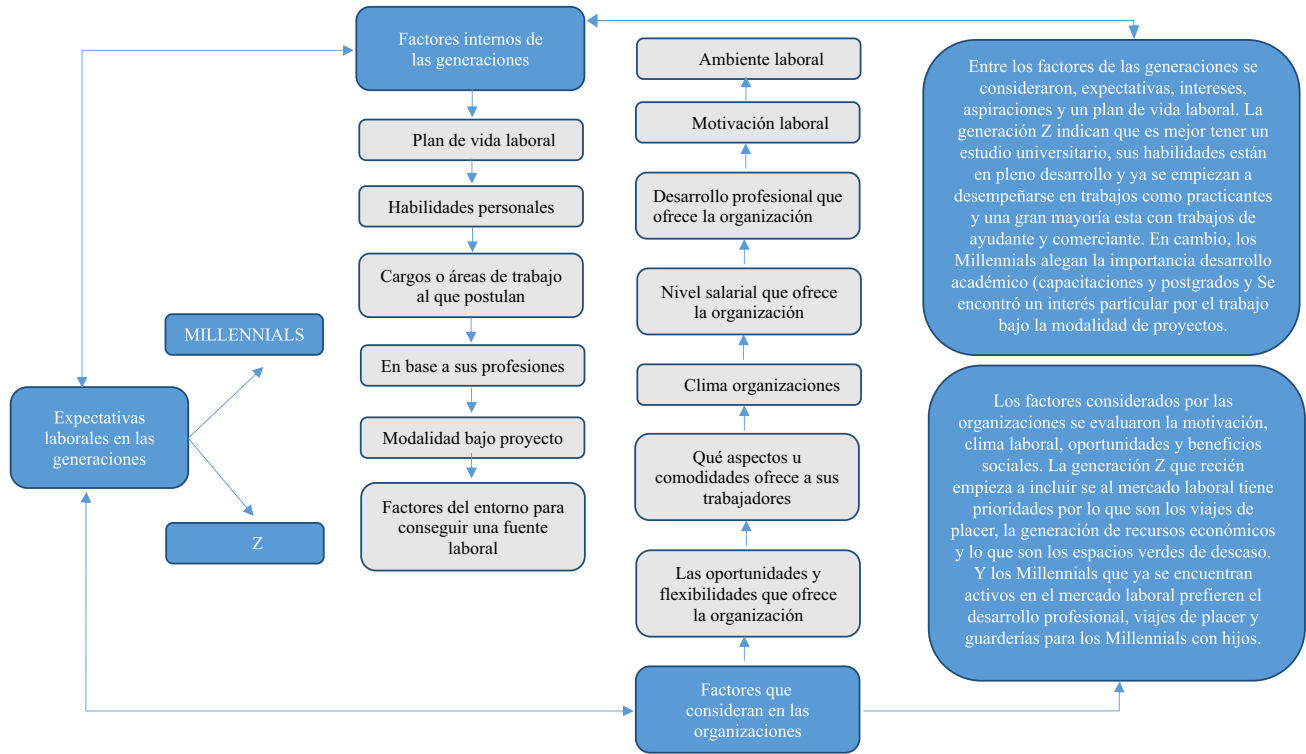 Factores internos de
las generaciones
Plan de vida laboral
Habilidades personales
Cargos o áreas de trabajo
al que postulan
En base a sus profesiones
Modalidad bajo proyecto
Factores del entorno para
conseguir una fuente
laboral
MILLENNIALS
Expectativas
laborales en las
generaciones
Z
Ambiente laboral
Motivación laboral
Desarrollo profesional que
ofrece la organización
Nivel salarial que ofrece
la organización
Clima organizaciones
Qué aspectos u
comodidades ofrece a sus
trabajadores
Las oportunidades y
flexibilidades que ofrece
la organización
Factores que
consideran en las
organizaciones
Entre los factores de las generaciones se
consideraron, expectativas, intereses,
aspiraciones y un plan de vida laboral. La
generación Z indican que es mejor tener un
estudio universitario, sus habilidades están
en pleno desarrollo y ya se empiezan a
desempeñarse en trabajos como practicantes
y una gran mayoría esta con trabajos de
ayudante y comerciante. En cambio, los
Millennials alegan la importancia desarrollo
académico (capacitaciones y postgrados y Se
encontró un interés particular por el trabajo
bajo la modalidad de proyectos.
Los factores considerados por las
organizaciones se evaluaron la motivación,
clima laboral, oportunidades y beneficios
sociales. La generación Z que recién
empieza a incluir se al mercado laboral tiene
prioridades por lo que son los viajes de
placer, la generación de recursos económicos
y lo que son los espacios verdes de descaso.
Y los Millennials que ya se encuentran
activos en el mercado laboral prefieren el
desarrollo profesional, viajes de placer y
guarderías para los Millennials con hijos.